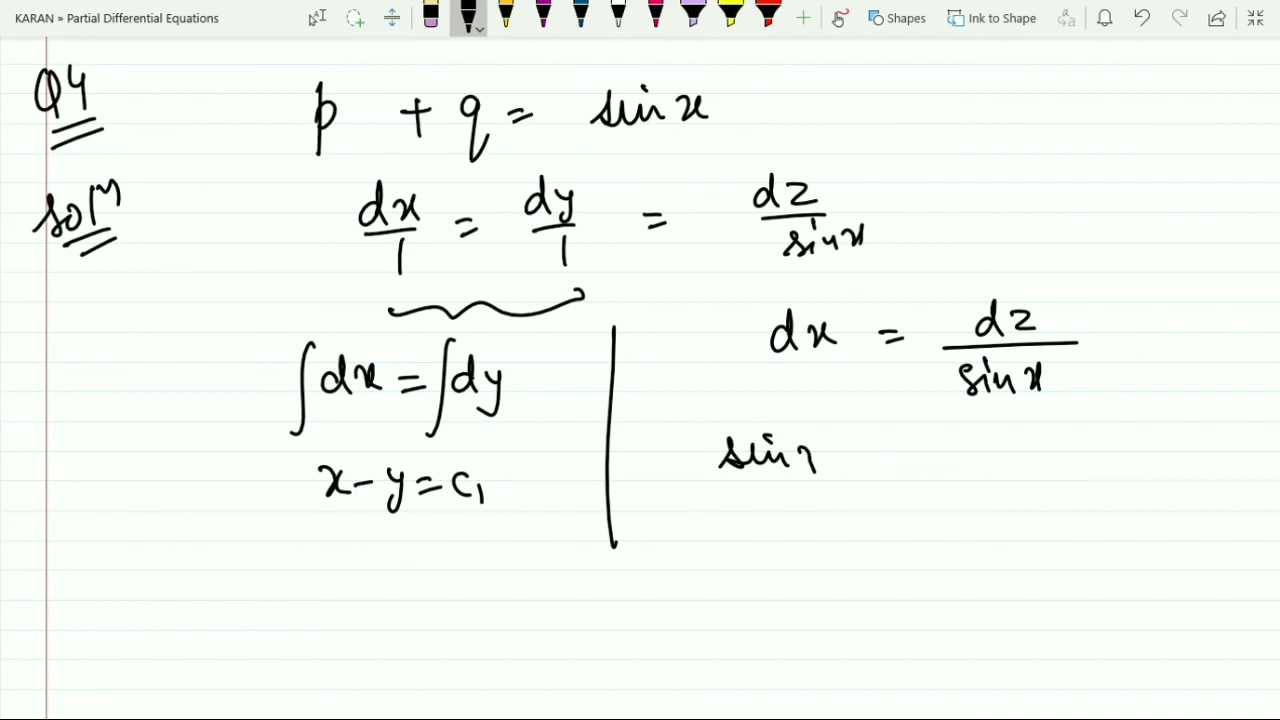 KARAN » Partial Differential Equations Shapes Ink to Shape
Q4 p + q = sin x
Solⁿ dx/1 = dy/1 = dz/sin x
dx = dz/sin x
∫dx = ∫dy
sin
x - y = c₁